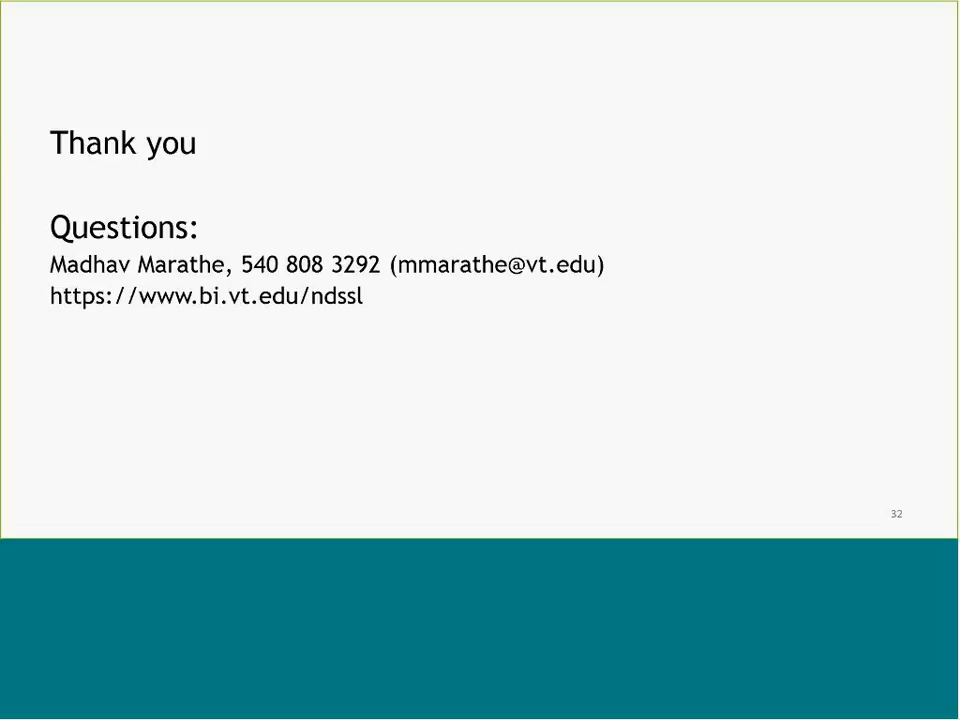 Thank you
Questions:
Madhav Marathe, 540 808 3292 (mmarathe@vt.edu)
https://www.bi.vt.edu/ndssl
32